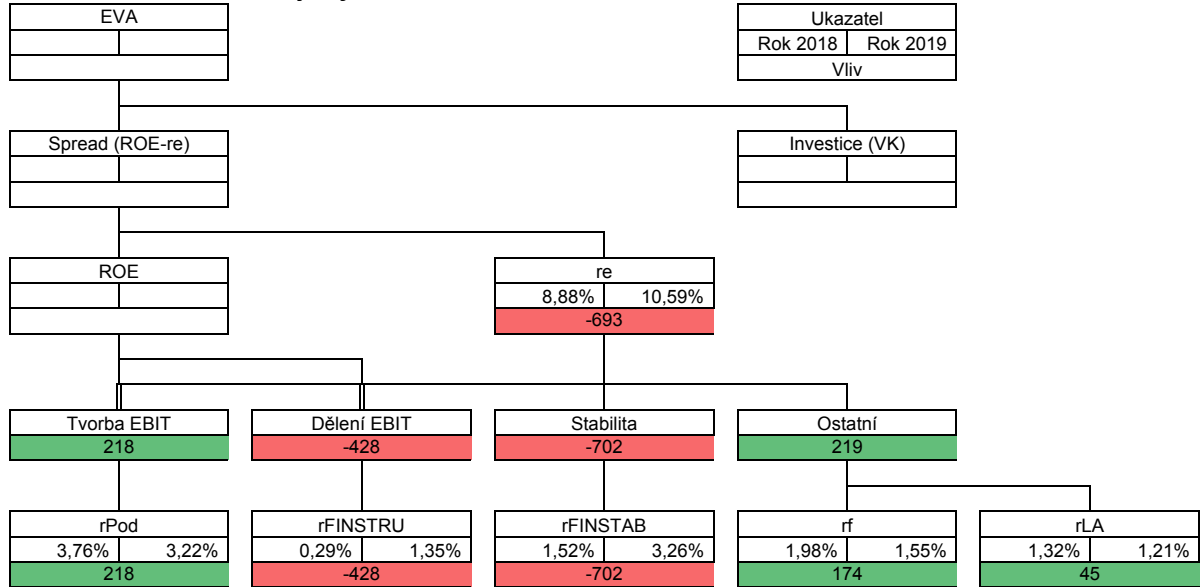 EVA
Ukazatel
Rok 2018 Rok 2019
Vliv
Spread (ROE-re)
Investice (VK)
ROE
re
8,88% 10,59%
-693
Tvorba EBIT
Dělení EBIT
Stabilita
Ostatní
218
-428
-702
219
rPod
rFINSTRU
rFINSTAB
rf
rLA
3,76% 3,22%
0,29% 1,35%
1,52% 3,26%
1,98% 1,55%
1,32% 1,21%
218
-428
-702
174
45